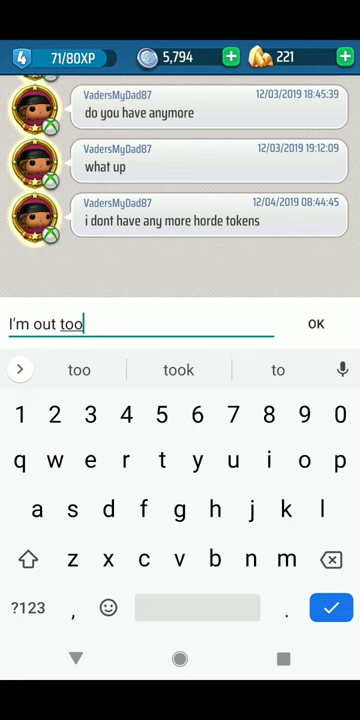 4 71/80XP 5,794 221
VadersMyDad87 12/03/2019 18:45:39
do you have anymore
VadersMyDad87 12/03/2019 19:12:09
what up
VadersMyDad87 12/04/2019 08:44:45
i dont have any more horde tokens
I'm out too OK
too took to
1 2 3 4 5 6 7 8 9 0
q w e r t y u i o p
a s d f g h j k l
z x c v b n m
?123 , .